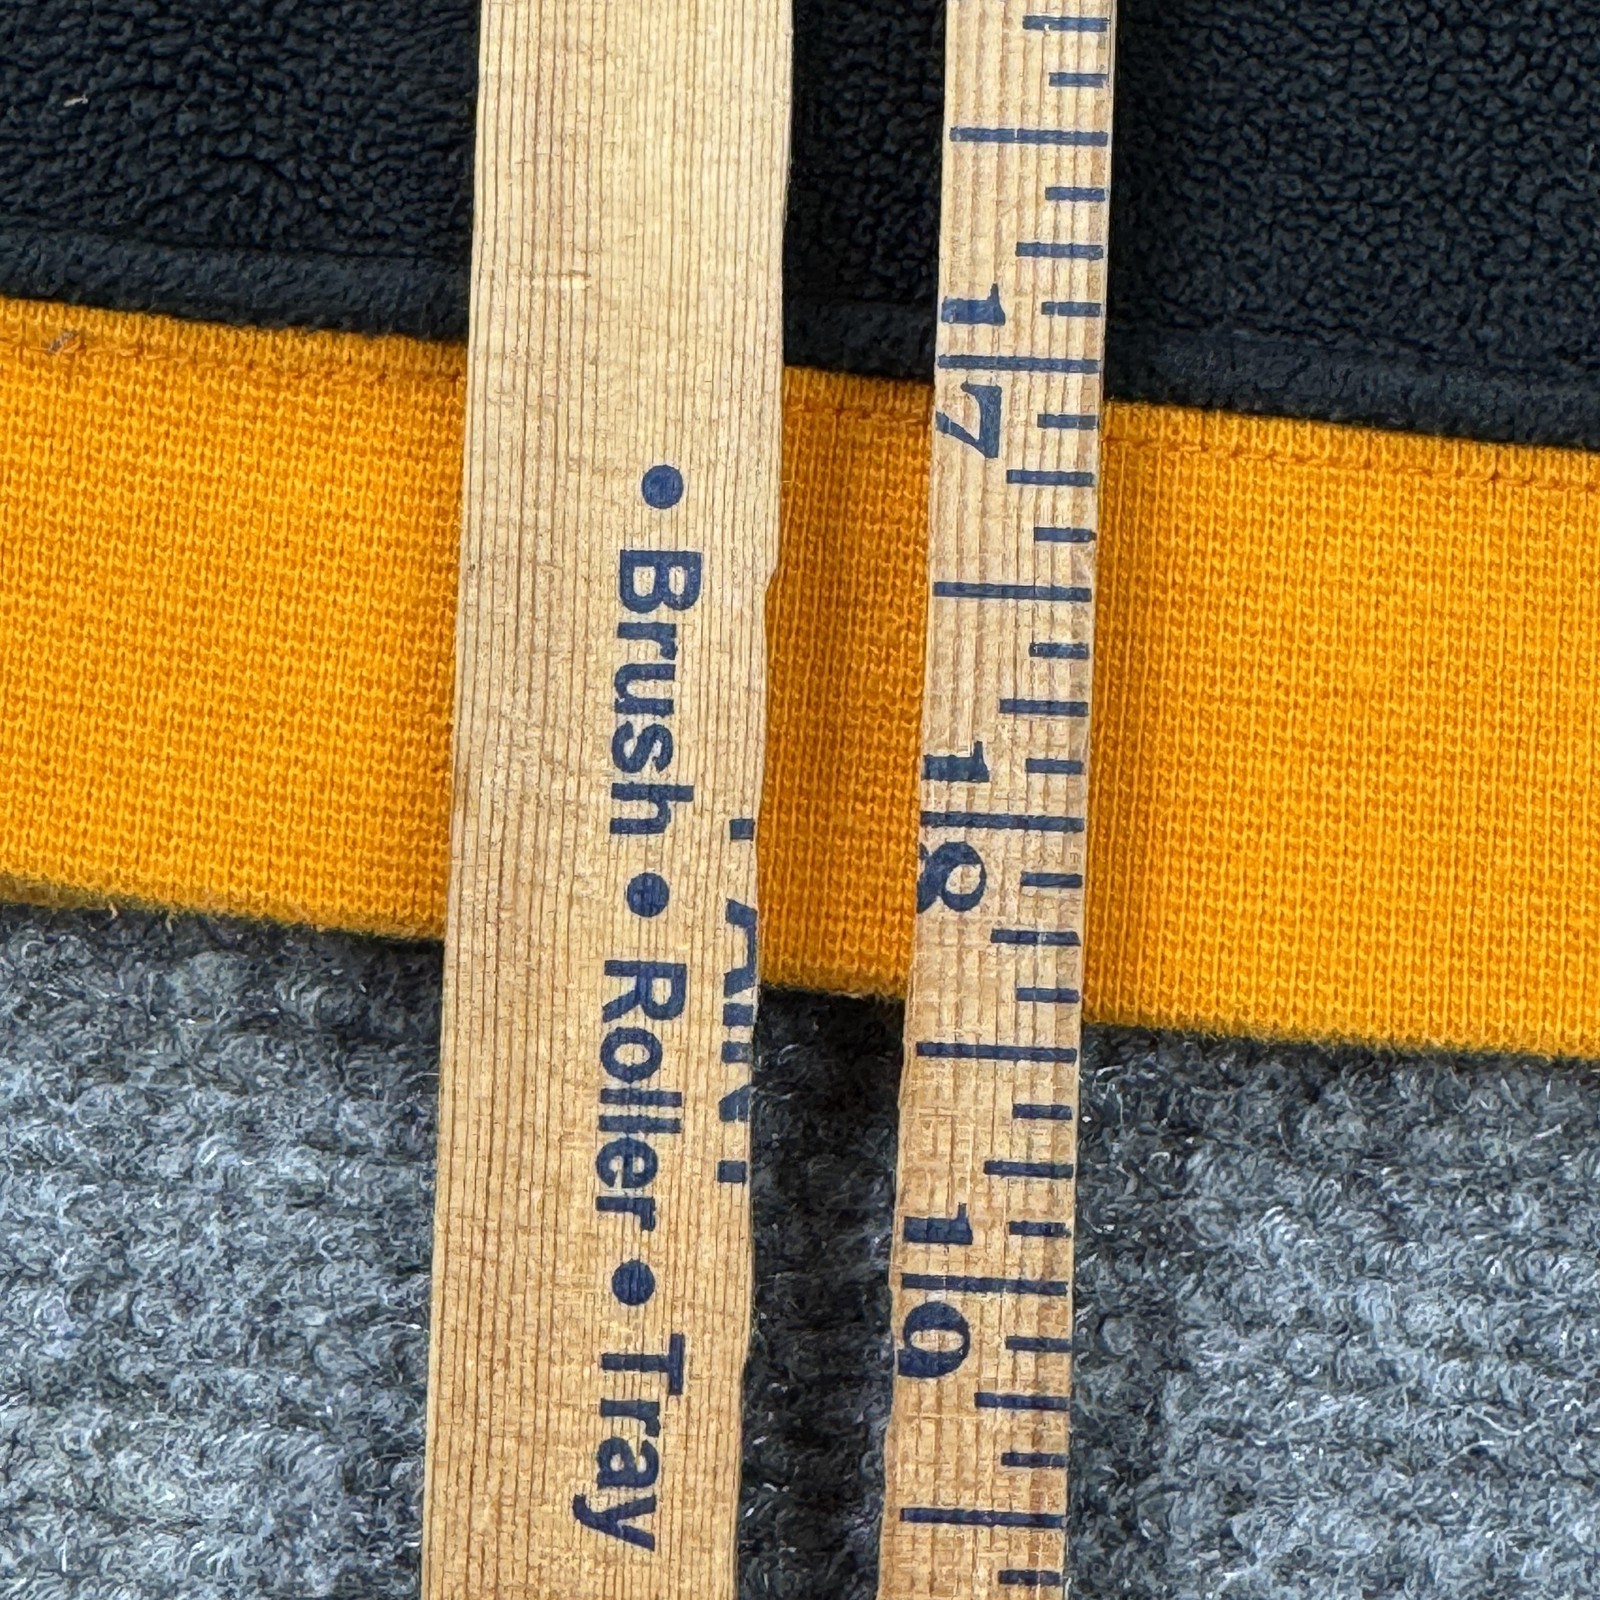 • Brush • Roller • Tray
17
18
19